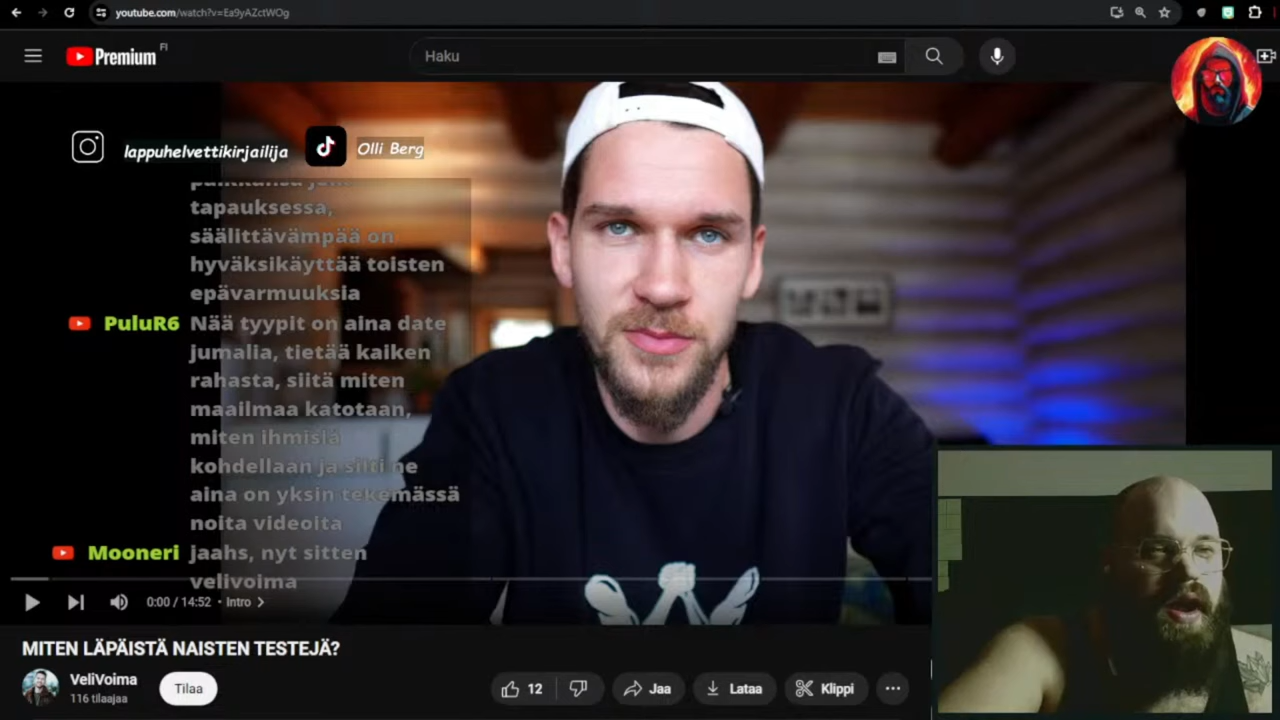 youtube.com/watch?v=Ea9yAZctWOg
Premium FI
Haku
lappuhelvettikirjailija
Olli Berg
tapauksessa,
säälittävämpää on
hyväksikäyttää toisten
epävarmuuksia
PuluR6 Nää tyypit on aina date
jumalia, tietää kaiken
rahasta, siitä miten
maailmaa katotaan,
miten ihmisiä
kohdellaan ja silti ne
aina on yksin tekemässä
noita videoita
Mooneri jaahs, nyt sitten
velivoima
0:00 / 14:52 • Intro
MITEN LÄPÄISTÄ NAISTEN TESTEJÄ?
VeliVoima
116 tilaajaa
Tilaa
12
Jaa
Lataa
Klippi